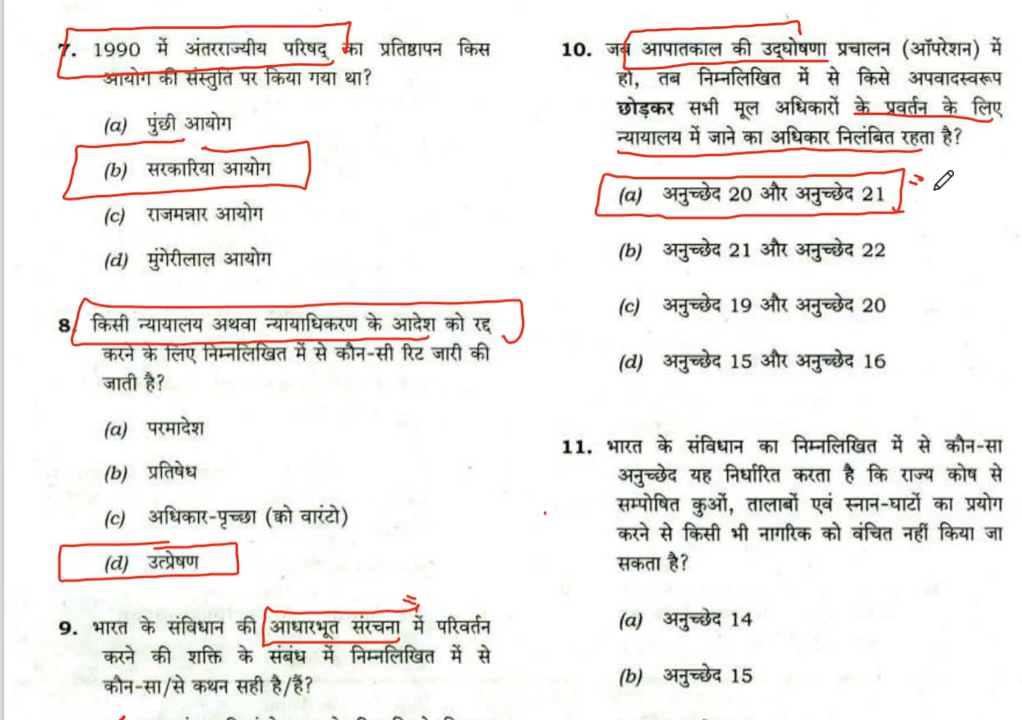 7. 1990 में अंतरराज्यीय परिषद् का प्रतिष्ठापन किस
आयोग की संस्तुति पर किया गया था?
(a) पुंछी आयोग
(b) सरकारिया आयोग
(c) राजमन्नार आयोग
(d) मुंगेरीलाल आयोग
8. किसी न्यायालय अथवा न्यायाधिकरण के आदेश को रद्द
करने के लिए निम्नलिखित में से कौन-सी रिट जारी की
जाती है?
(a) परमादेश
(b) प्रतिषेध
(c) अधिकार-पृच्छा (को वारंटो)
(d) उत्प्रेषण
9. भारत के संविधान की आधारभूत संरचना में परिवर्तन
करने की शक्ति के संबंध में निम्नलिखित में से
कौन-सा/से कथन सही है/हैं?
10. जब आपातकाल की उद्‌घोषणा प्रचालन (ऑपरेशन) में
हो, तब निम्नलिखित में से किसे अपवादस्वरूप
छोड़कर सभी मूल अधिकारों के प्रवर्तन के लिए
न्यायालय में जाने का अधिकार निलंबित रहता है?
(a) अनुच्छेद 20 और अनुच्छेद 21
(b) अनुच्छेद 21 और अनुच्छेद 22
(c) अनुच्छेद 19 और अनुच्छेद 20
(d) अनुच्छेद 15 और अनुच्छेद 16
11. भारत के संविधान का निम्नलिखित में से कौन-सा
अनुच्छेद यह निर्धारित करता है कि राज्य कोष से
सम्पोषित कुओं, तालाबों एवं स्नान-घाटों का प्रयोग
करने से किसी भी नागरिक को वंचित नहीं किया जा
सकता है?
(a) अनुच्छेद 14
(b) अनुच्छेद 15